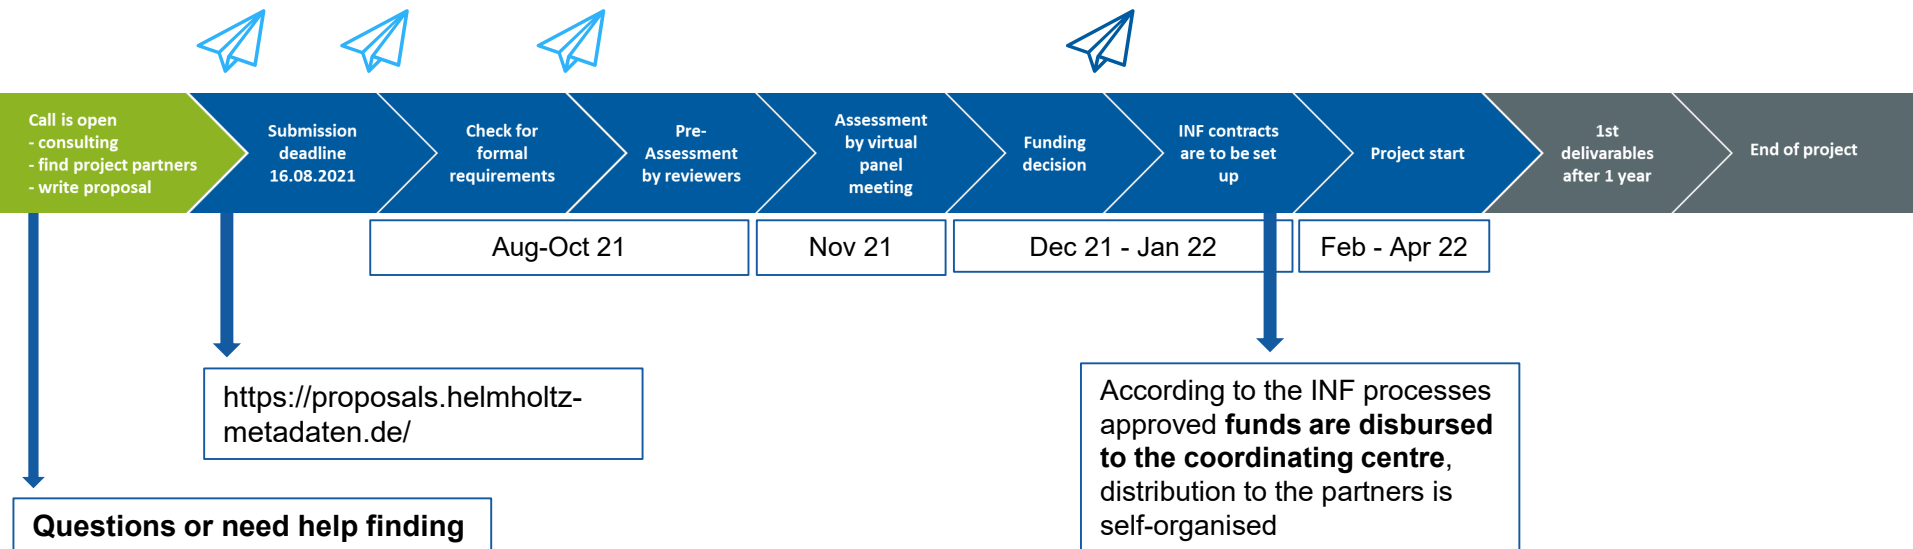 Call is open
- consulting
- find project partners
- write proposal
Submission
deadline
16.08.2021
Check for
formal
requirements
Pre-
Assessment
by reviewers
Assessment
by virtual
panel
meeting
Funding
decision
INF contracts
are to be set
up
Project start
1st
delivarables
after 1 year
End of project
Aug-Oct 21
Nov 21
Dec 21 - Jan 22
Feb - Apr 22
https://proposals.helmholtz-
metadaten.de/
According to the INF processes
approved funds are disbursed
to the coordinating centre,
distribution to the partners is
self-organised
Questions or need help finding